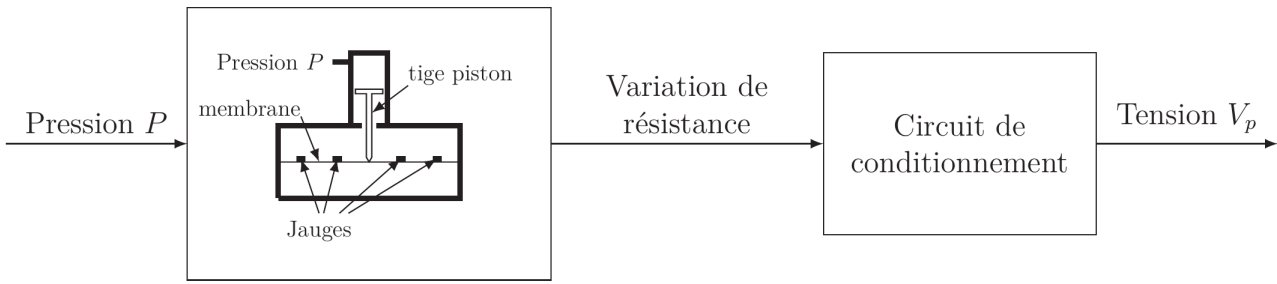 Pression P
Pression P
tige piston
membrane
Jauges
Variation de
résistance
Circuit de
conditionnement
Tension Vₚ